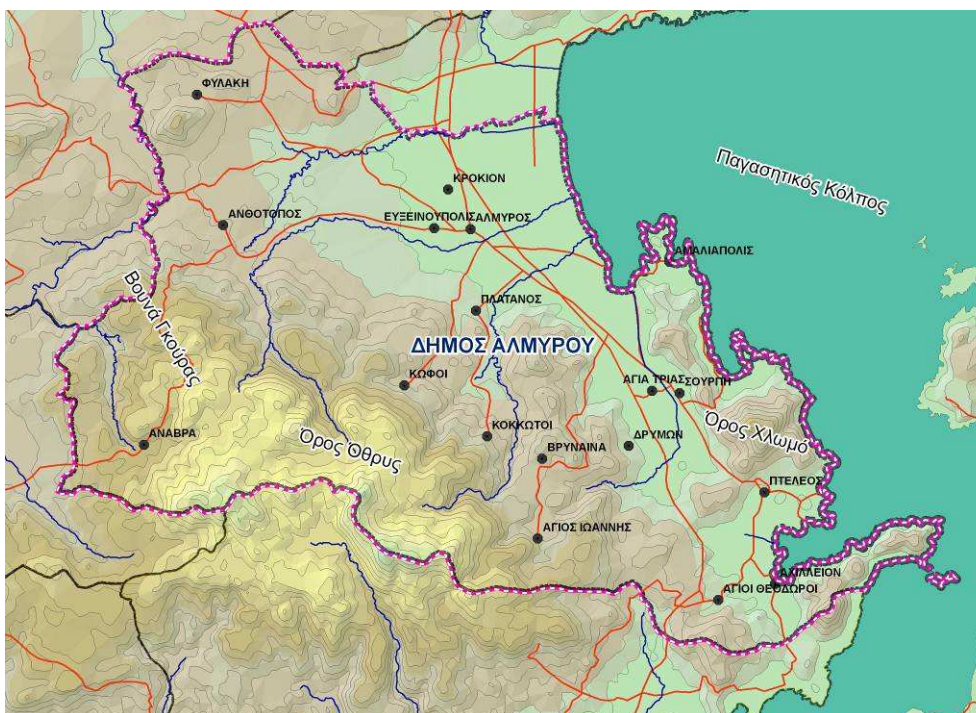 ΦΥΛΑΚΗ
Παγασητικός Κόλπος
ΚΡΟΚΙΟΝ
ΑΝΘΟΤΟΠΟΣ
ΕΥΞΕΙΝΟΥΠΟΛΙΣ
ΑΛΜΥΡΟΣ
ΑΜΑΛΙΑΠΟΛΙΣ
Βουνά Γκούρας
ΠΛΑΤΑΝΟΣ
ΔΗΜΟΣ ΑΛΜΥΡΟΥ
ΚΩΦΟΙ
ΑΓΙΑ ΤΡΙΑΣ
ΣΟΥΡΠΗ
Όρος Χλωμό
ΑΝΑΒΡΑ
Όρος Όθρυς
ΚΟΚΚΩΤΟΙ
ΒΡΥΝΑΙΝΑ
ΔΡΥΜΩΝ
ΠΤΕΛΕΟΣ
ΑΓΙΟΣ ΙΩΑΝΝΗΣ
ΑΧΙΛΛΕΙΟΝ
ΑΓΙΟΙ ΘΕΟΔΩΡΟΙ